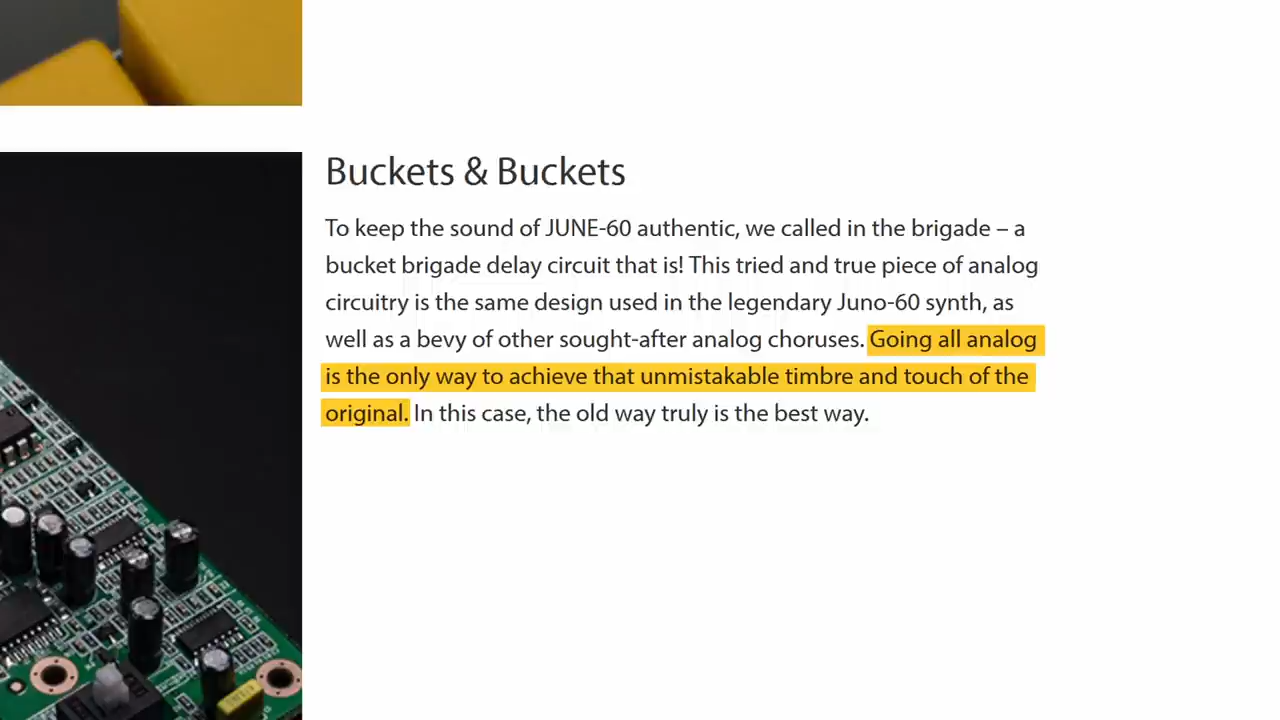 Buckets & Buckets
To keep the sound of JUNE-60 authentic, we called in the brigade – a
bucket brigade delay circuit that is! This tried and true piece of analog
circuitry is the same design used in the legendary Juno-60 synth, as
well as a bevy of other sought-after analog choruses. Going all analog
is the only way to achieve that unmistakable timbre and touch of the
original. In this case, the old way truly is the best way.